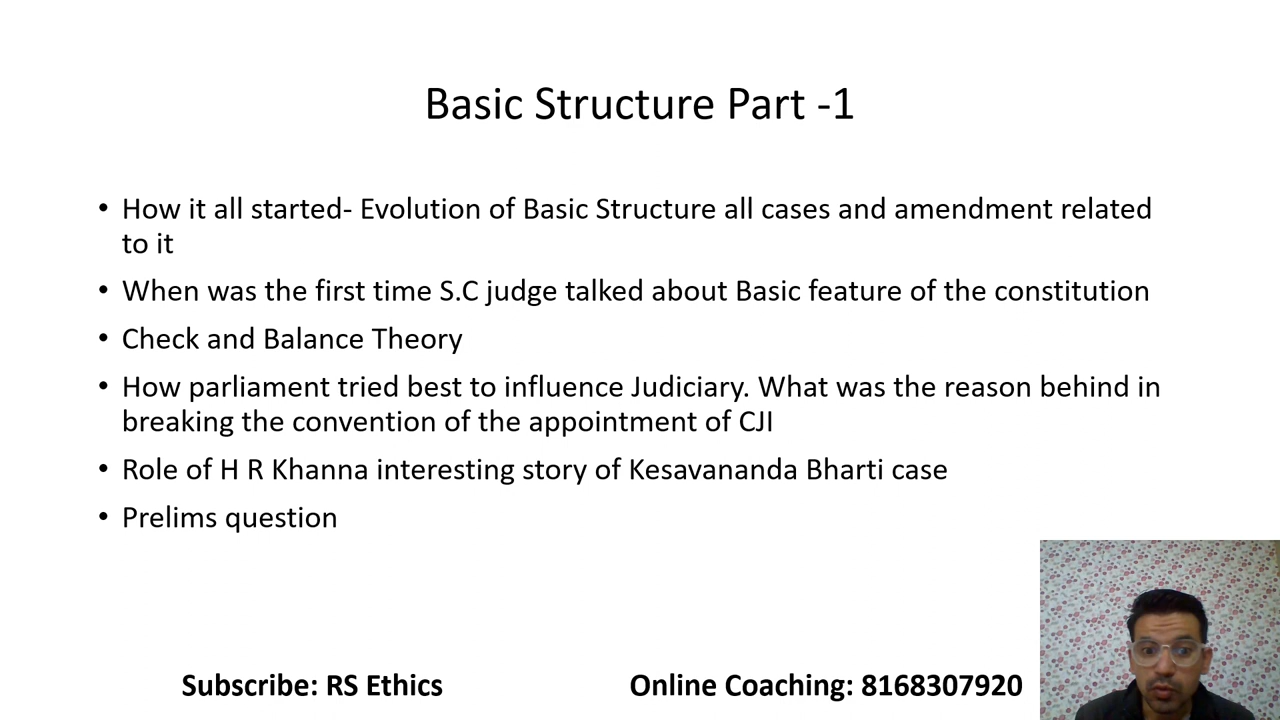 Basic Structure Part -1
• How it all started- Evolution of Basic Structure all cases and amendment related
to it
• When was the first time S.C judge talked about Basic feature of the constitution
• Check and Balance Theory
• How parliament tried best to influence Judiciary. What was the reason behind in
breaking the convention of the appointment of CJI
• Role of H R Khanna interesting story of Kesavananda Bharti case
• Prelims question
Subscribe: RS Ethics
Online Coaching: 8168307920